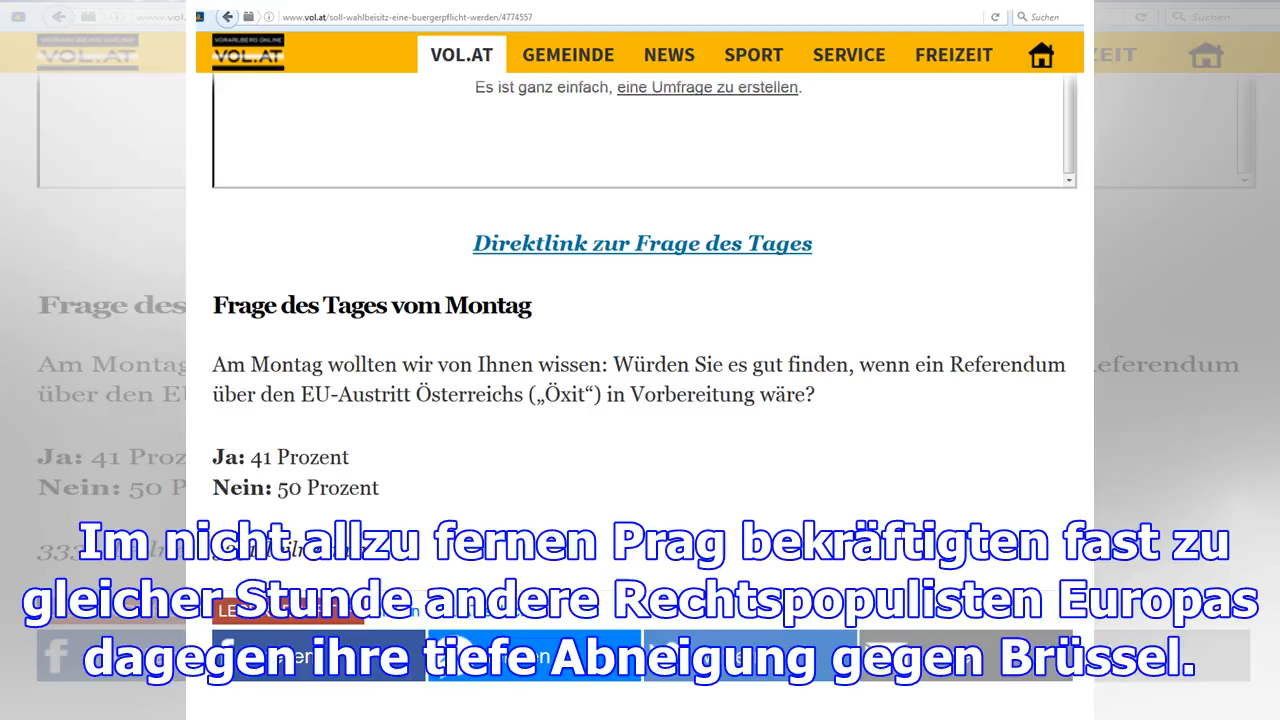 www.vol.at/soll-wahlbeisitz-eine-buergerpflicht-werden/4774557
Suchen
VORARLBERG ONLINE
VOL.AT
VOL.AT GEMEINDE NEWS SPORT SERVICE FREIZEIT
Es ist ganz einfach, eine Umfrage zu erstellen.
Direktlink zur Frage des Tages
Frage des Tages vom Montag
Am Montag wollten wir von Ihnen wissen: Würden Sie es gut finden, wenn ein Referendum
über den EU-Austritt Österreichs („Öxit“) in Vorbereitung wäre?
Ja: 41 Prozent
Nein: 50 Prozent
Im nicht allzu fernen Prag bekräftigten fast zu
gleicher Stunde andere Rechtspopulisten Europas
dagegen ihre tiefe Abneigung gegen Brüssel.